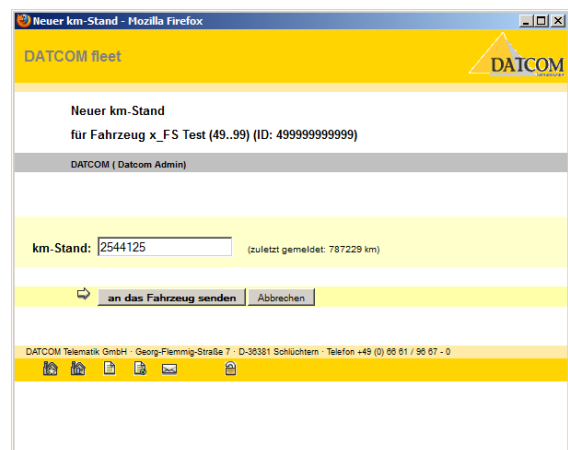 Neuer km-Stand - Mozilla Firefox
DATCOM fleet
DATCOM
Neuer km-Stand
für Fahrzeug x_FS Test (49..99) (ID: 499999999999)
DATCOM ( Datcom Admin)
km-Stand: 2544125 (zuletzt gemeldet: 787229 km)
an das Fahrzeug senden Abbrechen
DATCOM Telematik GmbH · Georg-Flemmig-Straße 7 · D-36381 Schlüchtern · Telefon +49 (0) 66 61 / 96 67 - 0